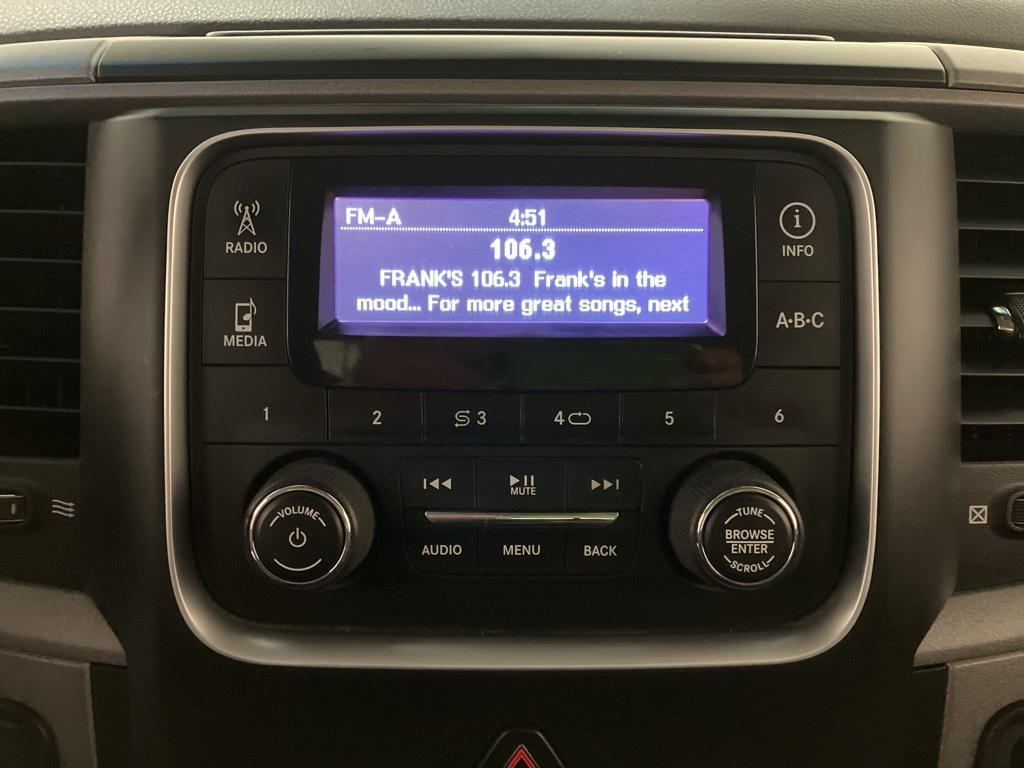 FM-A 4:51
106.3
FRANK'S 106.3 Frank's in the
mood... For more great songs, next
RADIO
INFO
MEDIA
A·B·C
1 2 3 4 5 6
VOLUME
MUTE
AUDIO MENU BACK
TUNE
BROWSE
ENTER
SCROLL